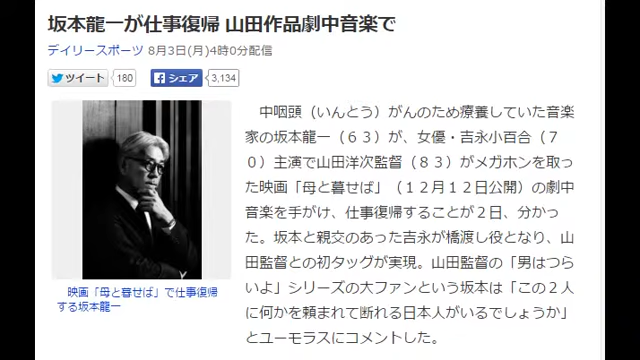 坂本龍一が仕事復帰 山田作品劇中音楽で
デイリースポーツ 8月3日(月)4時0分配信
ツイート 180 シェア 3,134
中咽頭（いんとう）がんのため療養していた音楽
家の坂本龍一（６３）が、女優・吉永小百合（７
０）主演で山田洋次監督（８３）がメガホンを取っ
た映画「母と暮せば」（１２月１２日公開）の劇中
音楽を手がけ、仕事復帰することが２日、分かっ
た。坂本と親交のあった吉永が橋渡し役となり、山
田監督との初タッグが実現。山田監督の「男はつら
いよ」シリーズの大ファンという坂本は「この２人
に何かを頼まれて断れる日本人がいるでしょうか」
とユーモラスにコメントした。
映画「母と暮せば」で仕事復帰
する坂本龍一